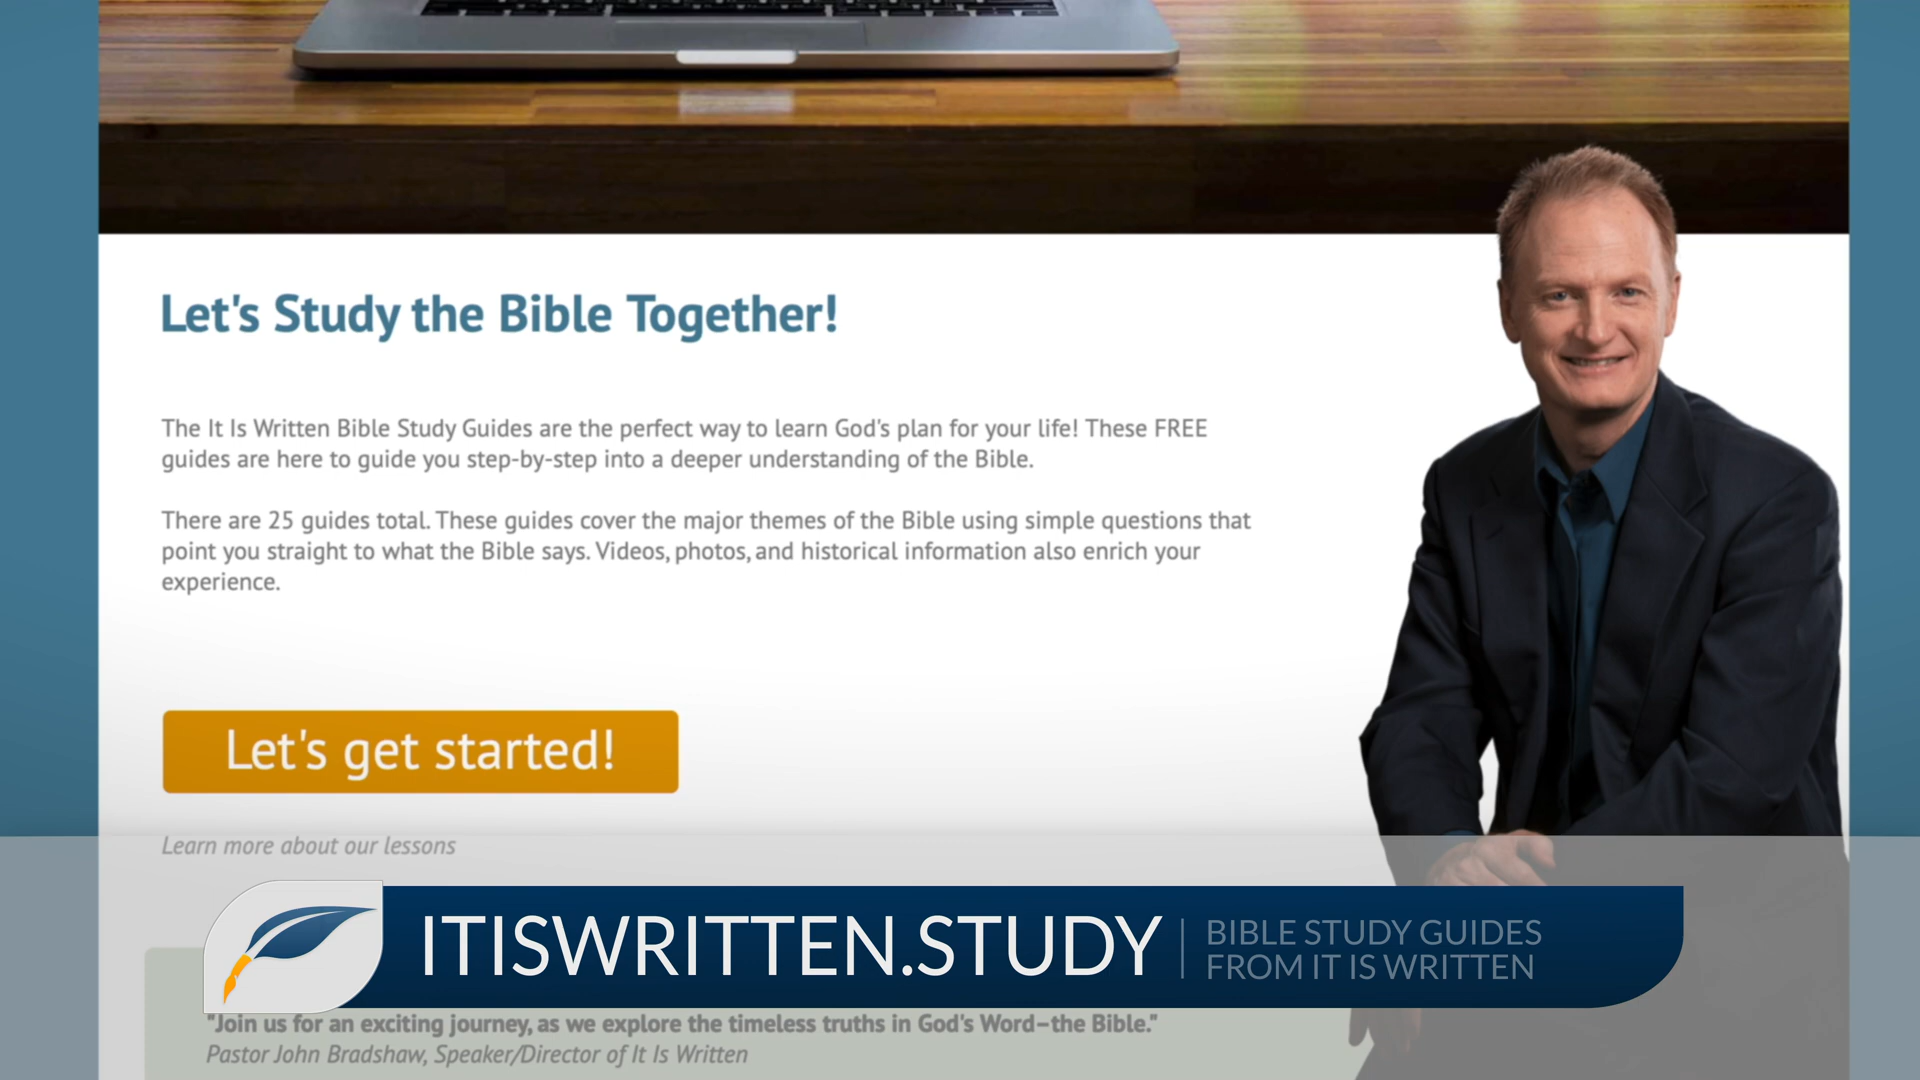 Let's Study the Bible Together!
The It Is Written Bible Study Guides are the perfect way to learn God's plan for your life! These FREE
guides are here to guide you step-by-step into a deeper understanding of the Bible.
There are 25 guides total. These guides cover the major themes of the Bible using simple questions that
point you straight to what the Bible says. Videos, photos, and historical information also enrich your
experience.
Let's get started!
Learn more about our lessons
ITISWRITTEN.STUDY
BIBLE STUDY GUIDES
FROM IT IS WRITTEN
"Join us for an exciting journey, as we explore the timeless truths in God's Word–the Bible."
Pastor John Bradshaw, Speaker/Director of It Is Written